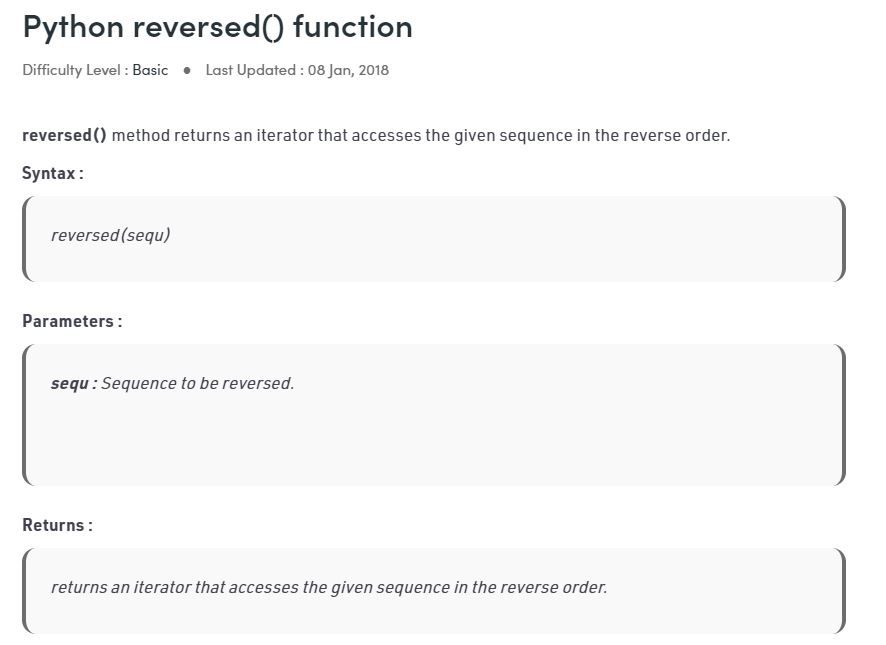 Python reversed() function
Difficulty Level : Basic ● Last Updated : 08 Jan, 2018
reversed() method returns an iterator that accesses the given sequence in the reverse order.
Syntax :
reversed(sequ)
Parameters :
sequ : Sequence to be reversed.
Returns :
returns an iterator that accesses the given sequence in the reverse order.